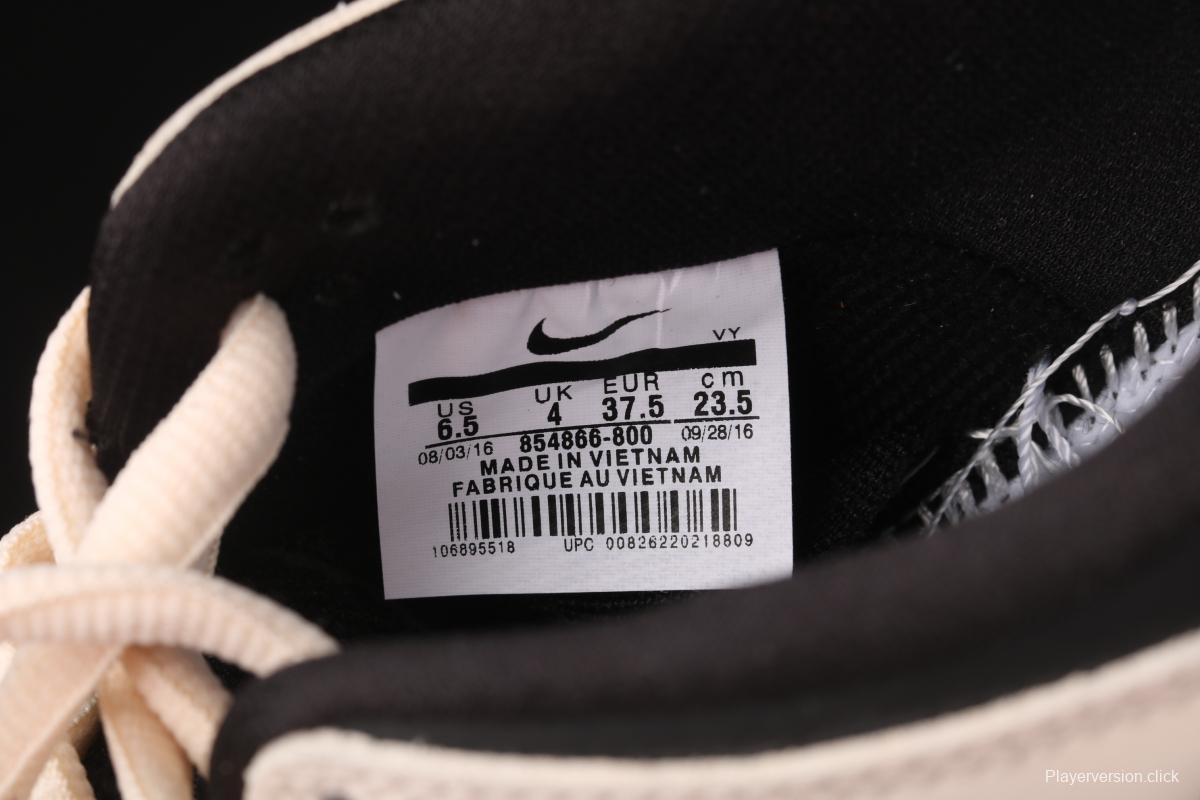 VY
US UK EUR cm
6.5 4 37.5 23.5
08/03/16 854866-800 09/28/16
MADE IN VIETNAM
FABRIQUE AU VIETNAM
106895518 UPC 00826220218809
Playerversion.click